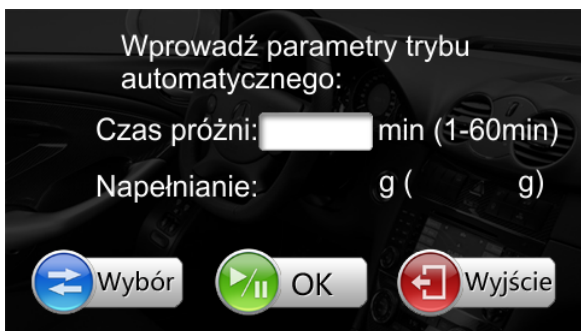 Wprowadź parametry trybu
automatycznego:
Czas próżni: min (1-60min)
Napełnianie: g ( g)
Wybór OK Wyjście